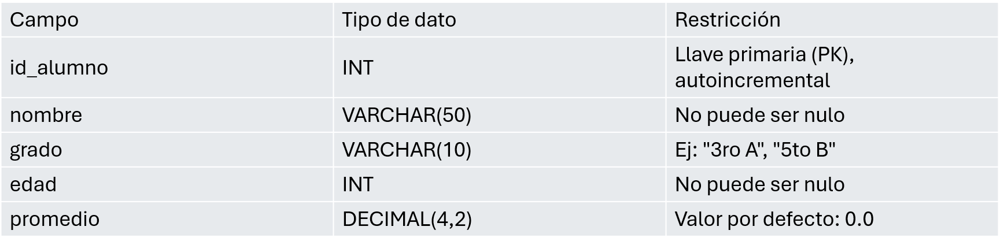 Campo Tipo de dato Restricción
id_alumno INT Llave primaria (PK),
autoincremental
nombre VARCHAR(50) No puede ser nulo
grado VARCHAR(10) Ej: "3ro A", "5to B"
edad INT No puede ser nulo
promedio DECIMAL(4,2) Valor por defecto: 0.0